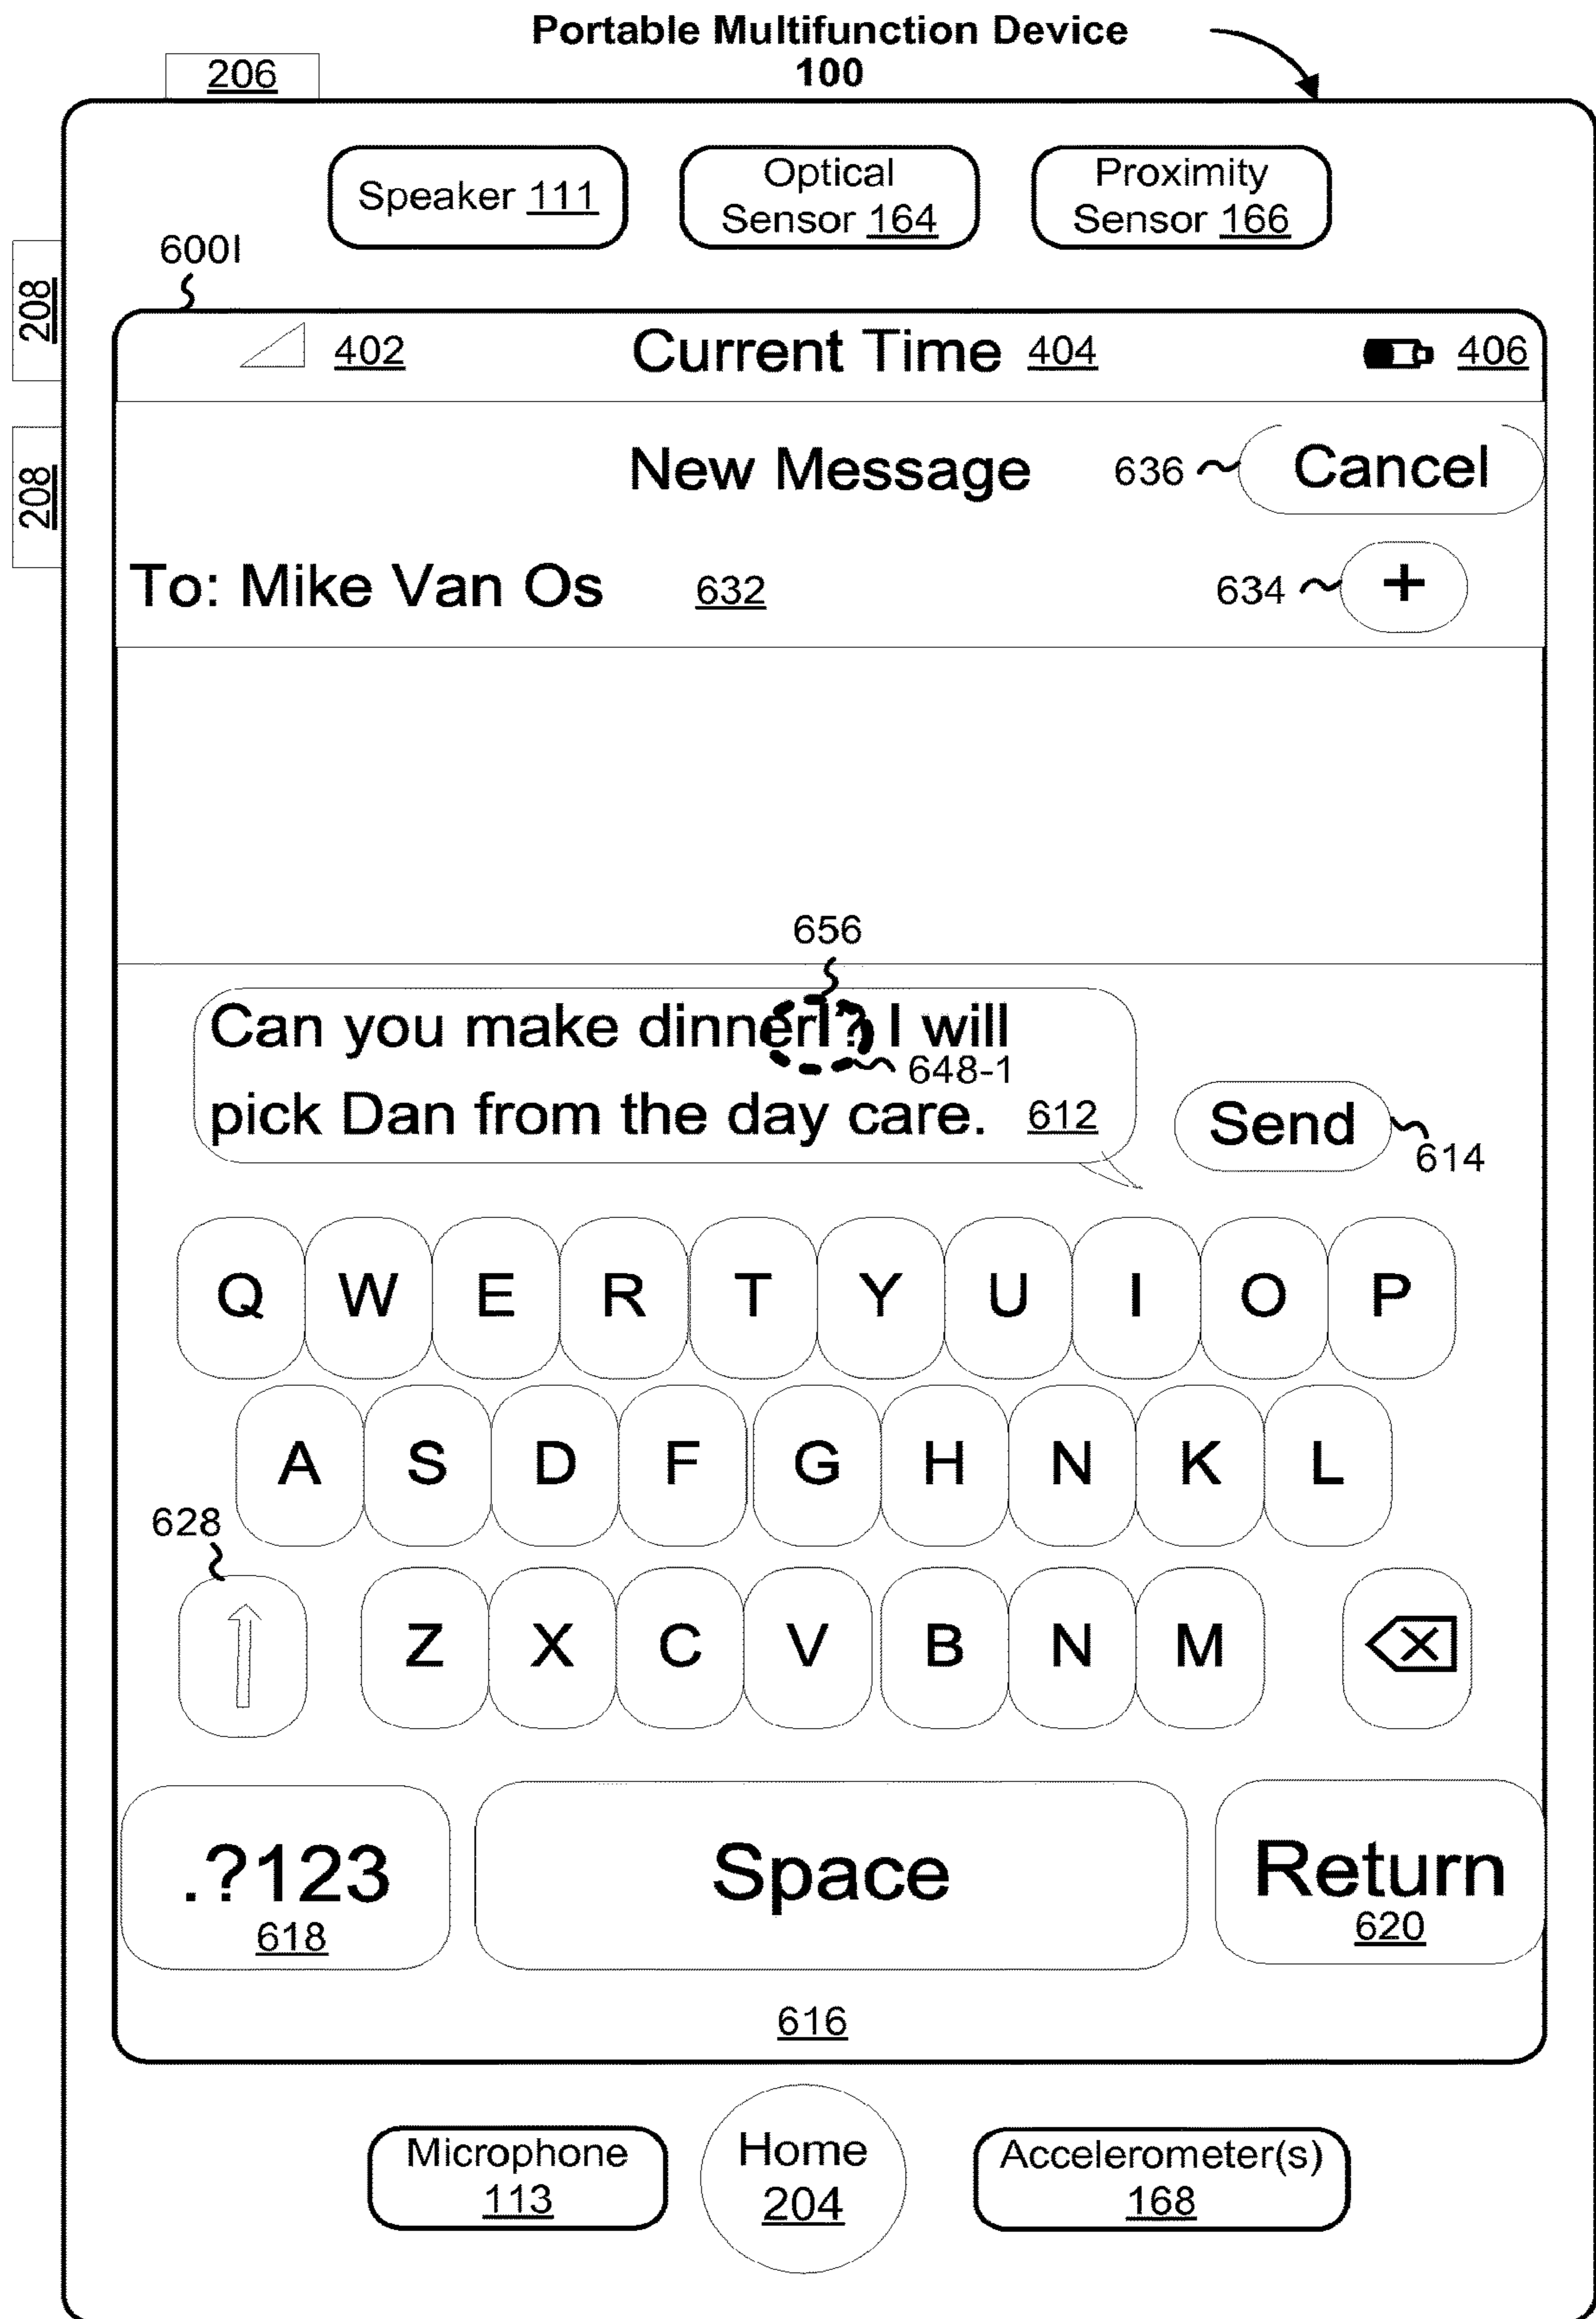 Portable Multifunction Device
100
206
Speaker 111
Optical
Sensor 164
Proximity
Sensor 166
600I
208
208
402
Current Time 404
406
New Message
636
Cancel
To: Mike Van Os
632
634
+
656
Can you make dinner? I will
648-1
pick Dan from the day care.
612
Send
614
Q W E R T Y U I O P
A S D F G H N K L
628
Z X C V B N M
.?123
618
Space
Return
620
616
Microphone
113
Home
204
Accelerometer(s)
168